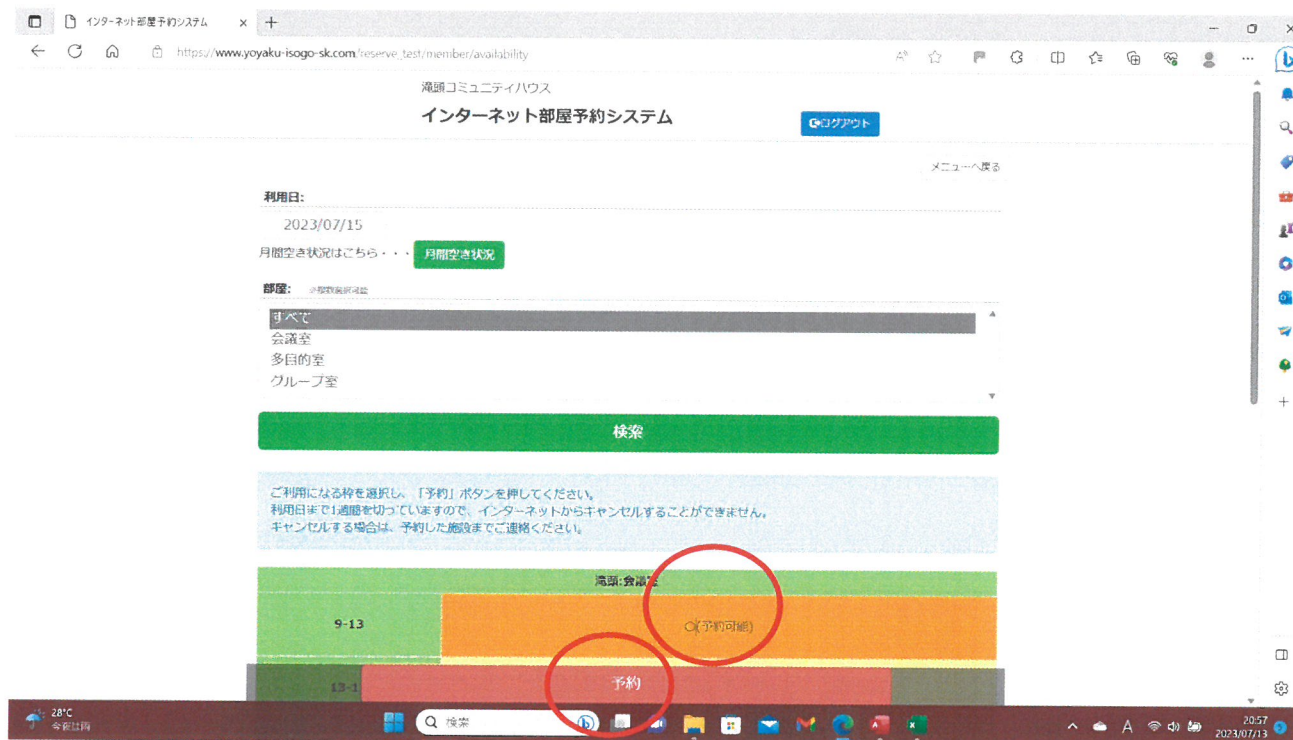 インターネット部屋予約システム
https://www.yoyaku-isogo-sk.com/reserve_test/member/availability
滝頭コミュニティハウス
インターネット部屋予約システム
ログアウト
メニューへ戻る
利用日:
2023/07/15
月間空き状況はこちら・・・ 月間空き状況
部屋: ※複数選択可能
すべて
会議室
多目的室
グループ室
検索
ご利用になる枠を選択し、「予約」ボタンを押してください。
利用日まで1週間を切っていますので、インターネットからキャンセルすることができません。
キャンセルする場合は、予約した施設までご連絡ください。
滝頭:会議室
9-13 ○(予約可能)
13-1 予約
28°C
今夜は雨
検索
A
20:57
2023/07/13